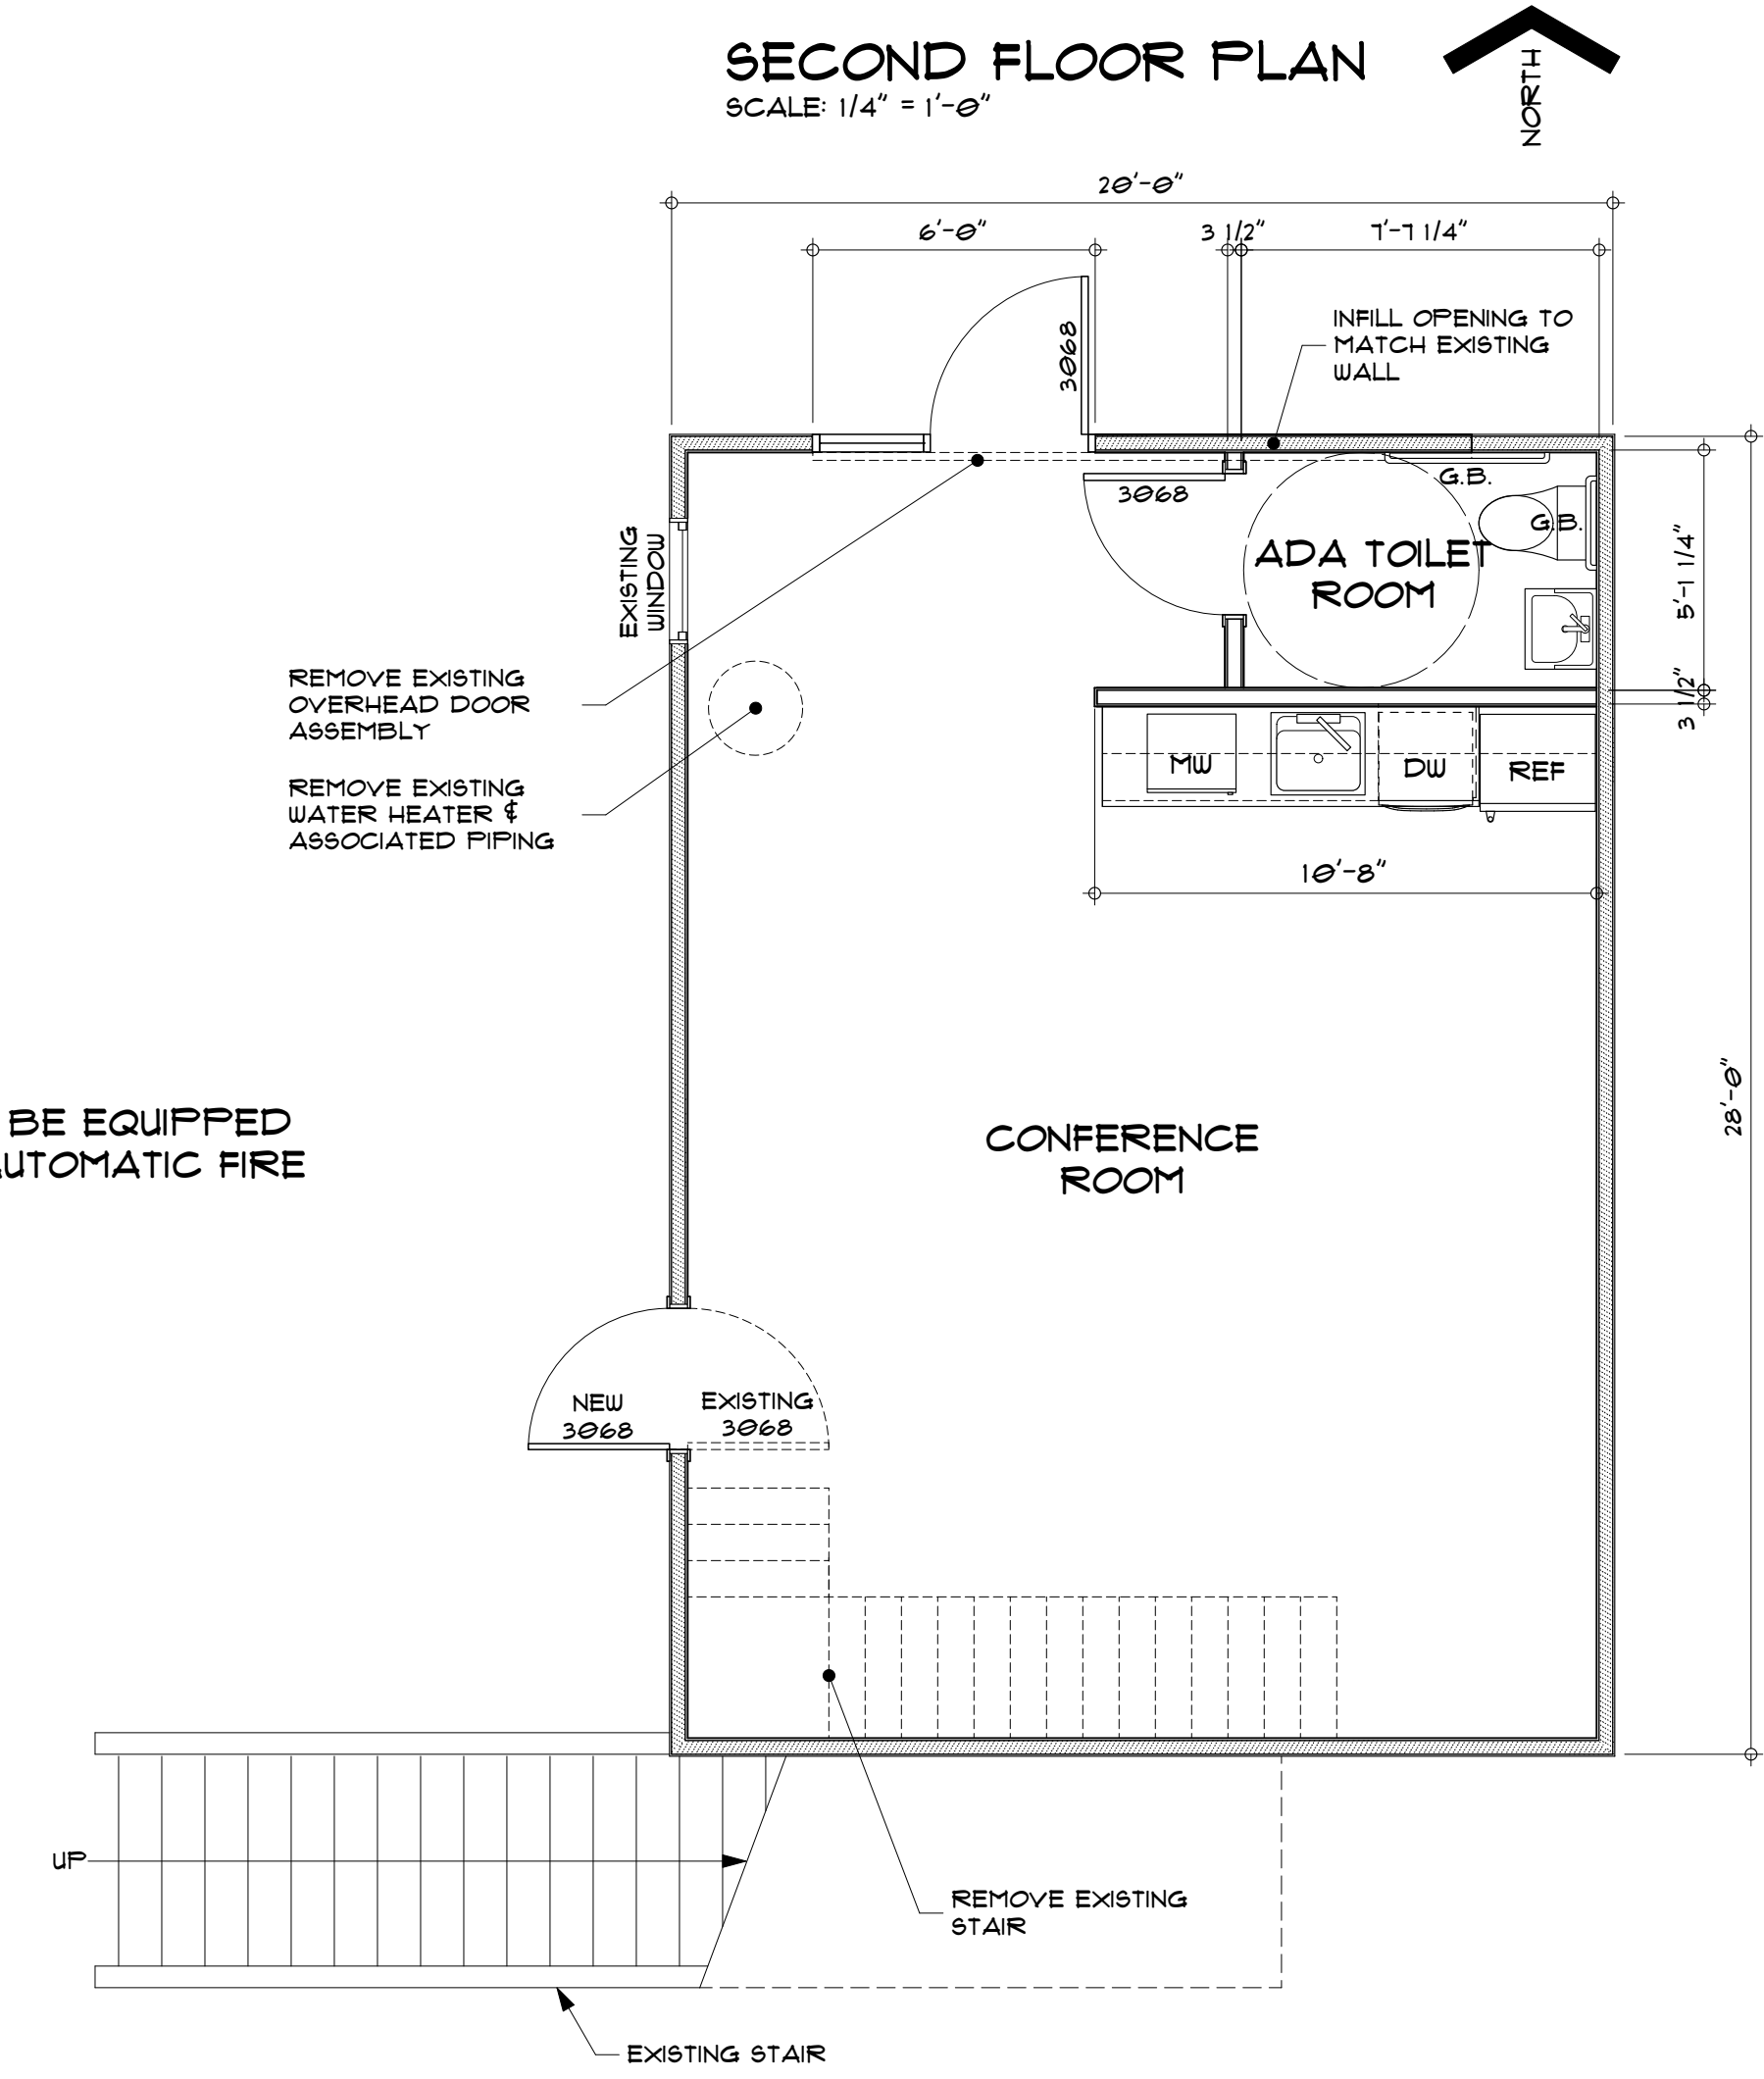 SECOND FLOOR PLAN
SCALE: 1/4" = 1'-0"
NORTH
20'-0"
6'-0"
3 1/2"
7'-7 1/4"
INFILL OPENING TO
MATCH EXISTING
WALL
3068
3068
G.B.
G.B.
ADA TOILET
ROOM
EXISTING
WINDOW
5'-1 1/4"
3 1/2"
REMOVE EXISTING
OVERHEAD DOOR
ASSEMBLY
REMOVE EXISTING
WATER HEATER &
ASSOCIATED PIPING
MW
DW
REF
10'-8"
28'-0"
BE EQUIPPED
AUTOMATIC FIRE
CONFERENCE
ROOM
NEW
3068
EXISTING
3068
UP
REMOVE EXISTING
STAIR
EXISTING STAIR